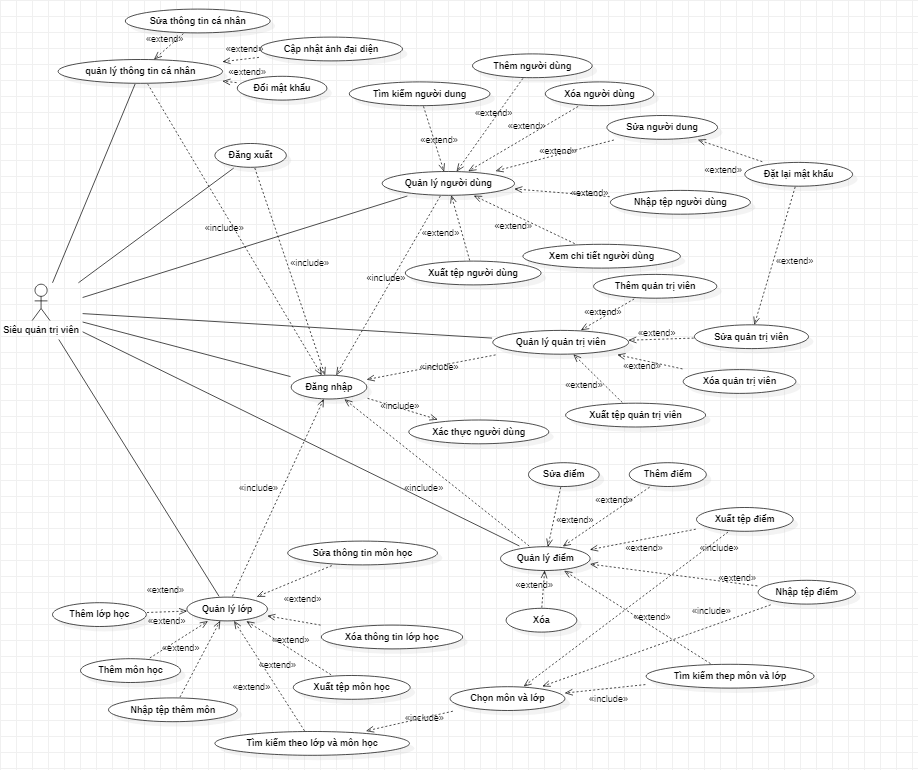 Sửa thông tin cá nhân
«extend»
«extend»
Cập nhật ảnh đại diện
quản lý thông tin cá nhân
«extend»
Đổi mật khẩu
Thêm người dùng
Tìm kiếm người dung
Xóa người dùng
«extend»
«extend»
Sửa người dung
«extend»
«extend»
Đăng xuất
«extend»
Đặt lại mật khẩu
Quản lý người dùng
«extend»
Nhập tệp người dùng
«include»
«extend»
«extend»
Xem chi tiết người dùng
«include»
«extend»
«include»
Xuất tệp người dùng
Thêm quản trị viên
«extend»
Siêu quản trị viên
«extend»
Sửa quản trị viên
Quản lý quản trị viên
«include»
«extend»
Xóa quản trị viên
Đăng nhập
«extend»
«include»
Xuất tệp quản trị viên
Xác thực người dùng
Sửa điểm
Thêm điểm
«include»
«include»
«extend»
«extend»
Xuất tệp điểm
«extend»
«include»
Sửa thông tin môn học
Quản lý điểm
«extend»
«extend»
«extend»
«extend»
Nhập tệp điểm
«extend»
Thêm lớp học
Quản lý lớp
«include»
«extend»
Xóa
«extend»
Xóa thông tin lớp học
«extend»
«extend»
Thêm môn học
«extend»
Tìm kiếm thep môn và lớp
«extend»
Xuất tệp môn học
Chọn môn và lớp
«include»
Nhập tệp thêm môn
«include»
Tìm kiếm theo lớp và môn học